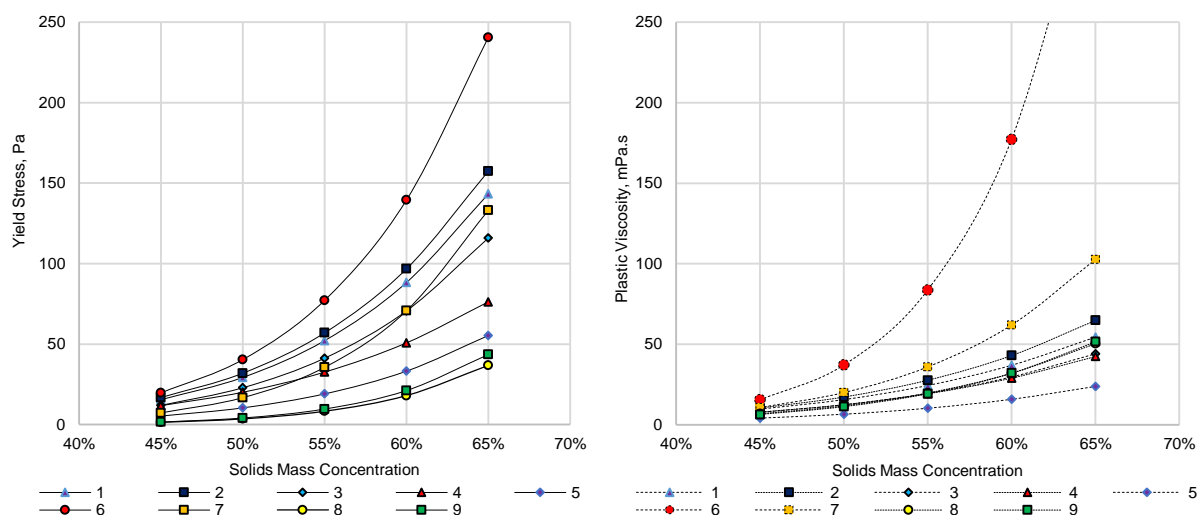 250
200
150
100
50
0
Yield Stress, Pa
40% 45% 50% 55% 60% 65% 70%
Solids Mass Concentration
1 2 3 4 5
6 7 8 9
250
200
150
100
50
0
Plastic Viscosity, mPa.s
40% 45% 50% 55% 60% 65% 70%
Solids Mass Concentration
1 2 3 4 5
6 7 8 9